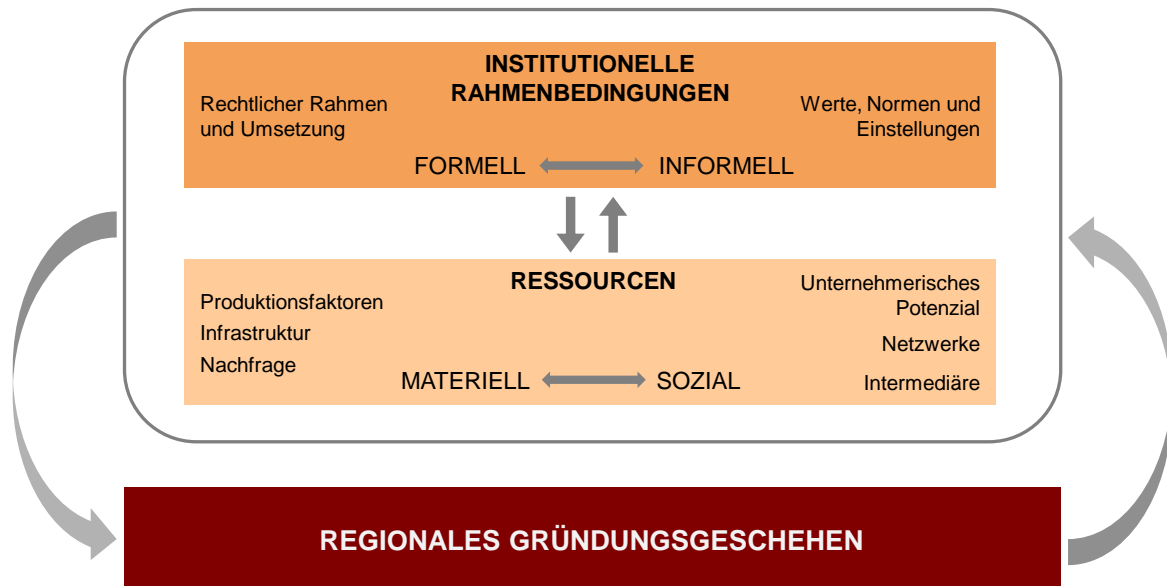 INSTITUTIONELLE
RAHMENBEDINGUNGEN
Rechtlicher Rahmen
und Umsetzung
Werte, Normen und
Einstellungen
FORMELL
INFORMELL
RESSOURCEN
Produktionsfaktoren
Infrastruktur
Nachfrage
Unternehmerisches
Potenzial
Netzwerke
Intermediäre
MATERIELL
SOZIAL
REGIONALES GRÜNDUNGSGESCHEHEN